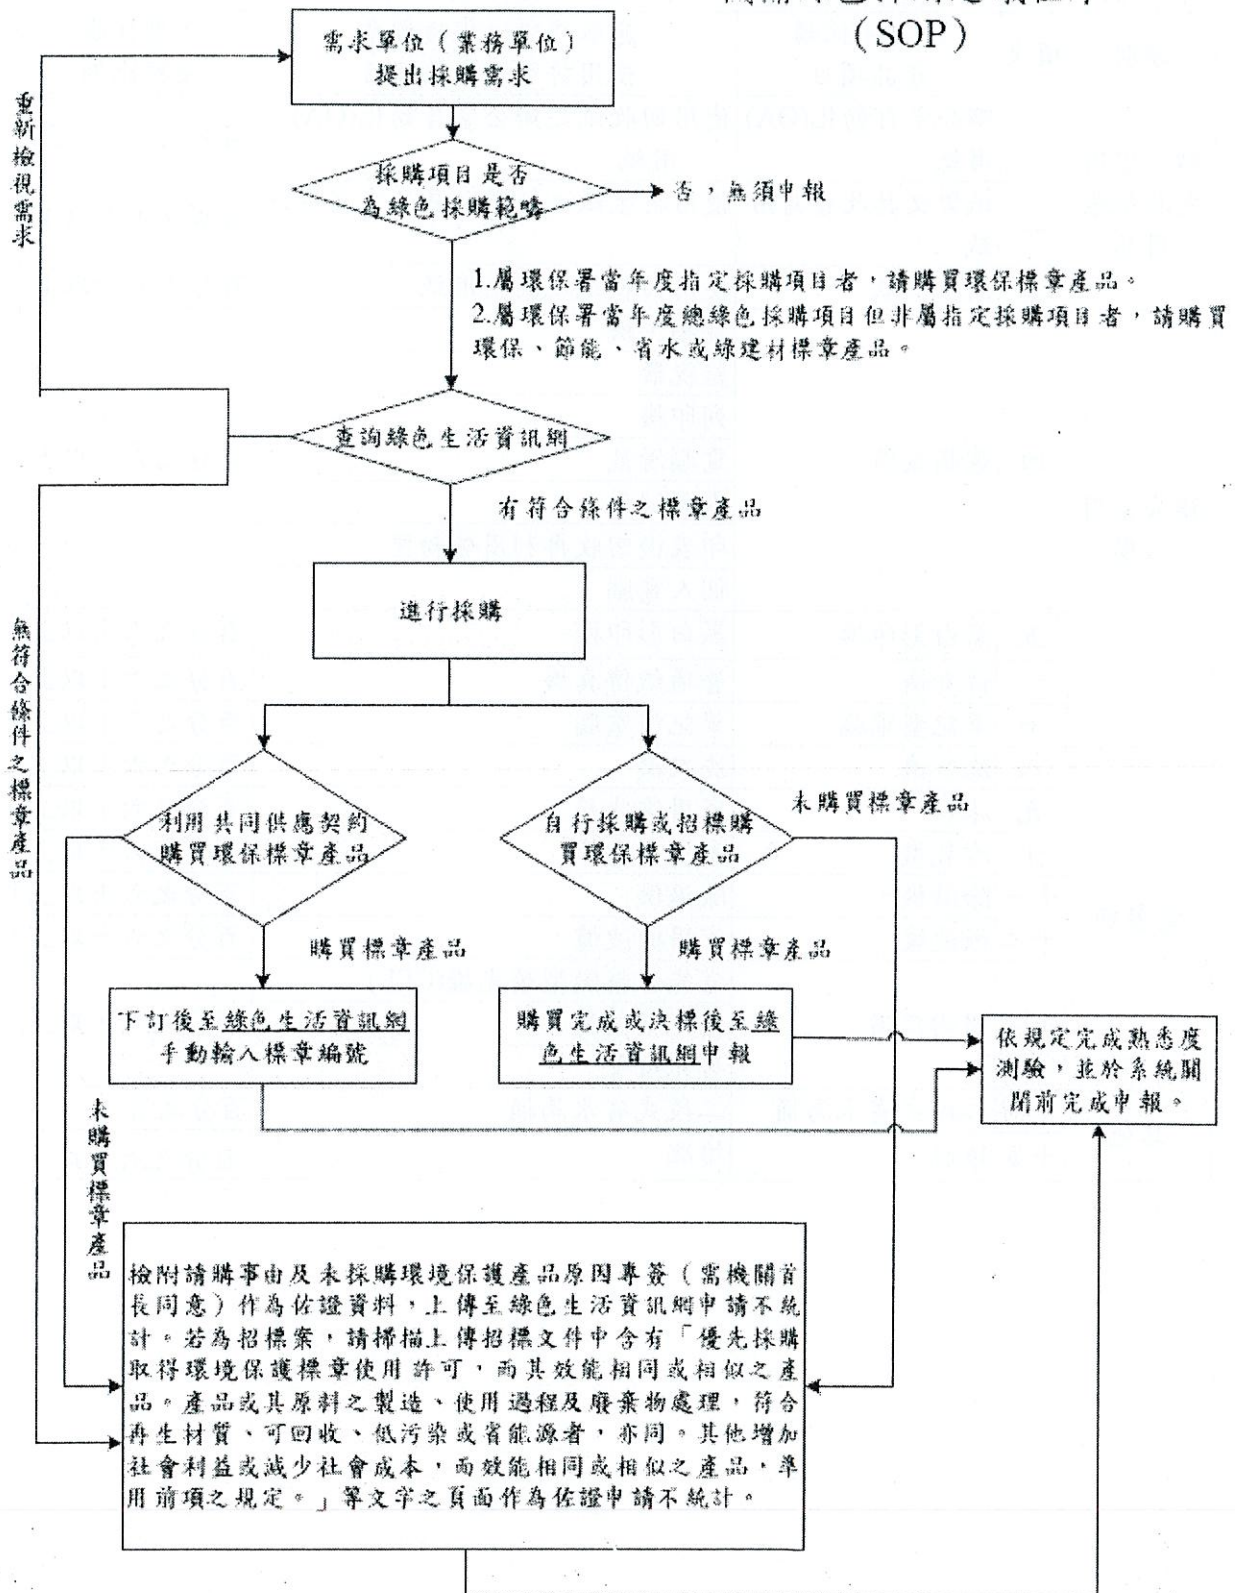 (SOP)
需求單位（業務單位）
提出採購需求
重新檢視需求
採購項目是否
為綠色採購範疇
否，無須申報
1.屬環保署當年度指定採購項目者，請購買環保標章產品。
2.屬環保署當年度總綠色採購項目但非屬指定採購項目者，請購買
環保、節能、省水或綠建材標章產品。
查詢綠色生活資訊網
有符合條件之標章產品
進行採購
無符合條件之標章產品
利用共同供應契約
購買環保標章產品
自行採購或招標購
買環保標章產品
未購買標章產品
購買標章產品
購買標章產品
下訂後至綠色生活資訊網
手動輸入標章編號
購買完成或決標後至綠
色生活資訊網申報
依規定完成熟悉度
測驗，並於系統關
閉前完成申報。
未購買標章產品
檢附請購事由及未採購環境保護產品原因專簽（需機關首
長同意）作為佐證資料，上傳至綠色生活資訊網申請不統
計。若為招標案，請掃描上傳招標文件中含有「優先採購
取得環境保護標章使用許可，而其效能相同或相似之產
品。產品或其原料之製造、使用過程及廢棄物處理，符合
再生材質、可回收、低污染或省能源者，亦同。其他增加
社會利益或減少社會成本，而效能相同或相似之產品，準
用前項之規定。」等文字之頁面作為佐證申請不統計。